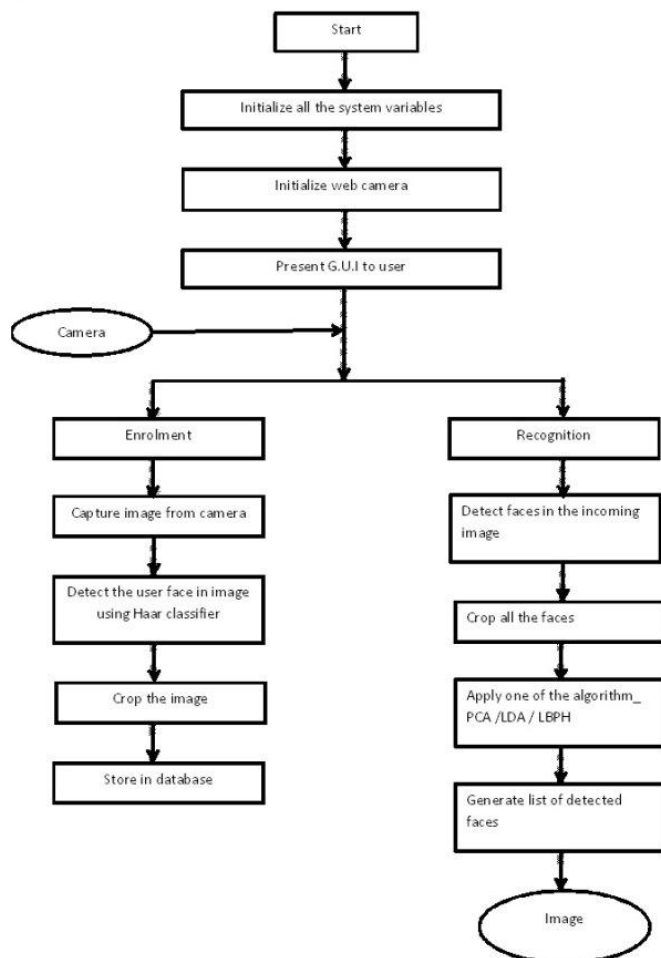 Start
Initialize all the system variables
Initialize web camera
Present G.U.I to user
Camera
Enrolment
Capture image from camera
Detect the user face in image
using Haar classifier
Crop the image
Store in database
Recognition
Detect faces in the incoming
image
Crop all the faces
Apply one of the algorithm_
PCA /LDA / LBPH
Generate list of detected
faces
Image